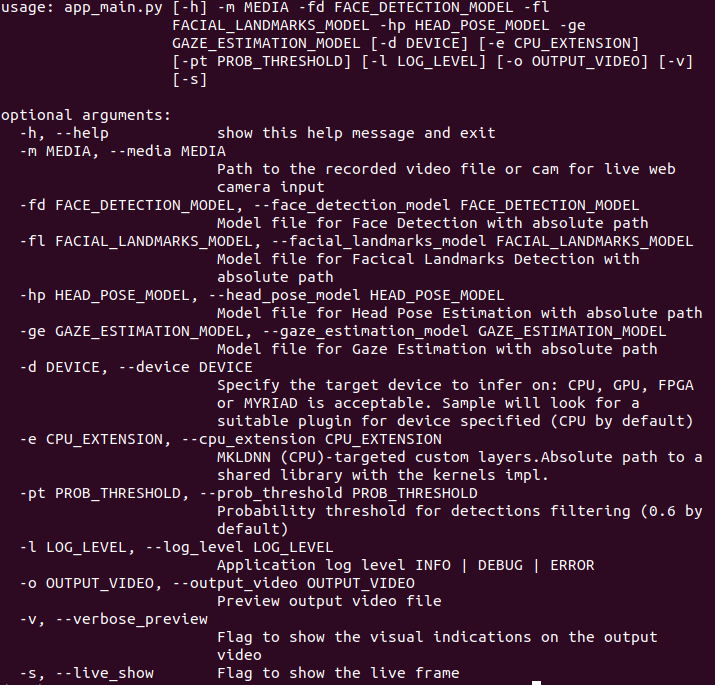 usage: app_main.py [-h] -m MEDIA -fd FACE_DETECTION_MODEL -fl
FACIAL_LANDMARKS_MODEL -hp HEAD_POSE_MODEL -ge
GAZE_ESTIMATION_MODEL [-d DEVICE] [-e CPU_EXTENSION]
[-pt PROB_THRESHOLD] [-l LOG_LEVEL] [-o OUTPUT_VIDEO] [-v]
[-s]
optional arguments:
-h, --help show this help message and exit
-m MEDIA, --media MEDIA
Path to the recorded video file or cam for live web
camera input
-fd FACE_DETECTION_MODEL, --face_detection_model FACE_DETECTION_MODEL
Model file for Face Detection with absolute path
-fl FACIAL_LANDMARKS_MODEL, --facial_landmarks_model FACIAL_LANDMARKS_MODEL
Model file for Facical Landmarks Detection with
absolute path
-hp HEAD_POSE_MODEL, --head_pose_model HEAD_POSE_MODEL
Model file for Head Pose Estimation with absolute path
-ge GAZE_ESTIMATION_MODEL, --gaze_estimation_model GAZE_ESTIMATION_MODEL
Model file for Gaze Estimation with absolute path
-d DEVICE, --device DEVICE
Specify the target device to infer on: CPU, GPU, FPGA
or MYRIAD is acceptable. Sample will look for a
suitable plugin for device specified (CPU by default)
-e CPU_EXTENSION, --cpu_extension CPU_EXTENSION
MKLDNN (CPU)-targeted custom layers.Absolute path to a
shared library with the kernels impl.
-pt PROB_THRESHOLD, --prob_threshold PROB_THRESHOLD
Probability threshold for detections filtering (0.6 by
default)
-l LOG_LEVEL, --log_level LOG_LEVEL
Application log level INFO | DEBUG | ERROR
-o OUTPUT_VIDEO, --output_video OUTPUT_VIDEO
Preview output video file
-v, --verbose_preview
Flag to show the visual indications on the output
video
-s, --live_show Flag to show the live frame